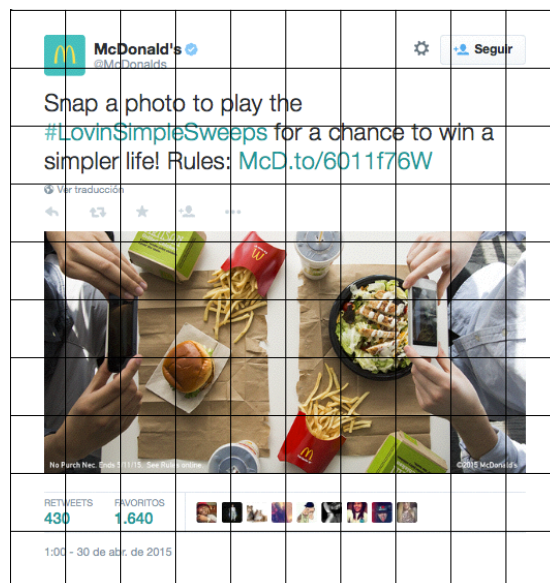 McDonald's
@McDonalds
Seguir
Snap a photo to play the
#LovinSimpleSweeps for a chance to win a
simpler life! Rules: McD.to/6011f76W
Ver traducción
No Purch Nec. Ends 5/11/15. See Rules online.
©2015 McDonald's
RETWEETS FAVORITOS
430 1.640
1:00 - 30 de abr. de 2015